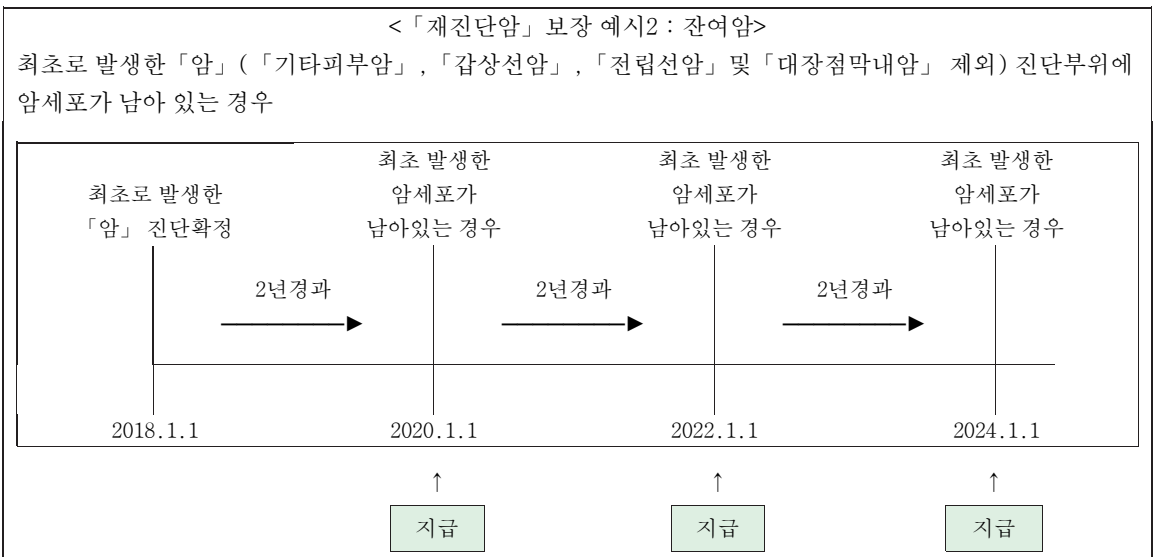 <「재진단암」보장 예시2 : 잔여암>
최초로 발생한「암」(「기타피부암」,「갑상선암」,「전립선암」및「대장점막내암」 제외) 진단부위에
암세포가 남아 있는 경우
최초로 발생한
「암」 진단확정
최초 발생한
암세포가
남아있는 경우
최초 발생한
암세포가
남아있는 경우
최초 발생한
암세포가
남아있는 경우
2년경과
2년경과
2년경과
2018.1.1
2020.1.1
2022.1.1
2024.1.1
↑
↑
↑
지급
지급
지급